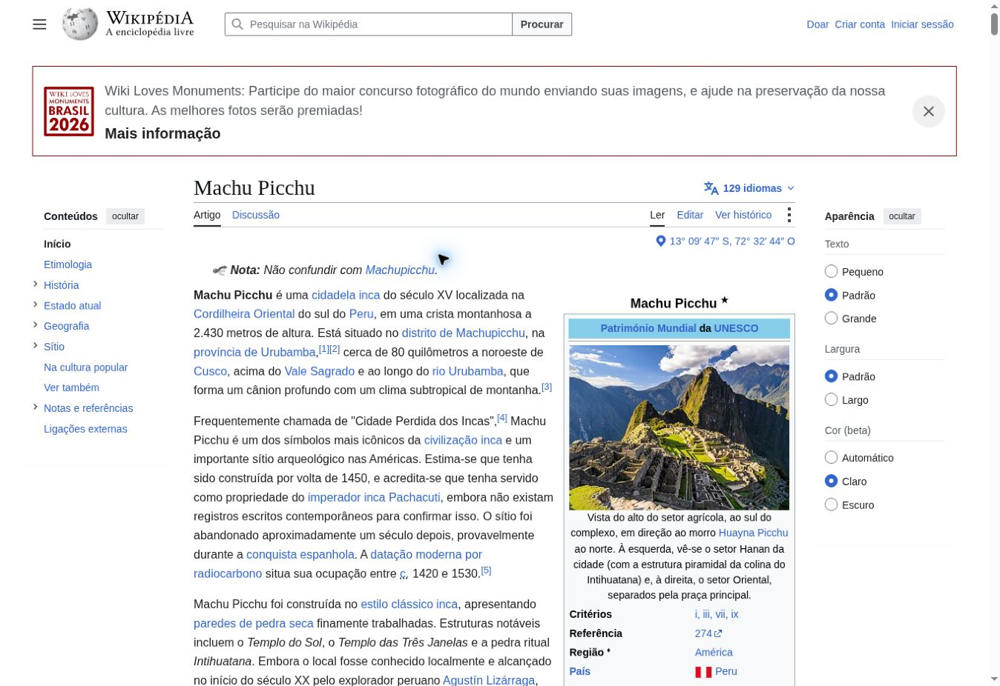 WIKIPÉDIA
A enciclopédia livre
Pesquisar na Wikipédia
Procurar
Doar Criar conta Iniciar sessão
WIKI LOVES
MONUMENTS
BRASIL
2026
Wiki Loves Monuments: Participe do maior concurso fotográfico do mundo enviando suas imagens, e ajude na preservação da nossa
cultura. As melhores fotos serão premiadas!
Mais informação
Machu Picchu
129 idiomas
Conteúdos ocultar
Início
Etimologia
História
Estado atual
Geografia
Sítio
Na cultura popular
Ver também
Notas e referências
Ligações externas
Artigo Discussão
Ler Editar Ver histórico
13° 09′ 47″ S, 72° 32′ 44″ O
Nota: Não confundir com Machupicchu.
Machu Picchu é uma cidadela inca do século XV localizada na
Cordilheira Oriental do sul do Peru, em uma crista montanhosa a
2.430 metros de altura. Está situado no distrito de Machupicchu, na
província de Urubamba,[1][2] cerca de 80 quilômetros a noroeste de
Cusco, acima do Vale Sagrado e ao longo do rio Urubamba, que
forma um cânion profundo com um clima subtropical de montanha.[3]
Frequentemente chamada de "Cidade Perdida dos Incas",[4] Machu
Picchu é um dos símbolos mais icônicos da civilização inca e um
importante sítio arqueológico nas Américas. Estima-se que tenha
sido construída por volta de 1450, e acredita-se que tenha servido
como propriedade do imperador inca Pachacuti, embora não existam
registros escritos contemporâneos para confirmar isso. O sítio foi
abandonado aproximadamente um século depois, provavelmente
durante a conquista espanhola. A datação moderna por
radiocarbono situa sua ocupação entre c. 1420 e 1530.[5]
Machu Picchu foi construída no estilo clássico inca, apresentando
paredes de pedra seca finamente trabalhadas. Estruturas notáveis
incluem o Templo do Sol, o Templo das Três Janelas e a pedra ritual
Intihuatana. Embora o local fosse conhecido localmente e alcançado
no início do século XX pelo explorador peruano Agustín Lizárraga,
Machu Picchu ★
Património Mundial da UNESCO
Vista do alto do setor agrícola, ao sul do
complexo, em direção ao morro Huayna Picchu
ao norte. À esquerda, vê-se o setor Hanan da
cidade (com a estrutura piramidal da colina do
Intihuatana) e, à direita, o setor Oriental,
separados pela praça principal.
Critérios i, iii, vii, ix
Referência 274
Região ♦ América
País Peru
Aparência ocultar
Texto
Pequeno
Padrão
Grande
Largura
Padrão
Largo
Cor (beta)
Automático
Claro
Escuro